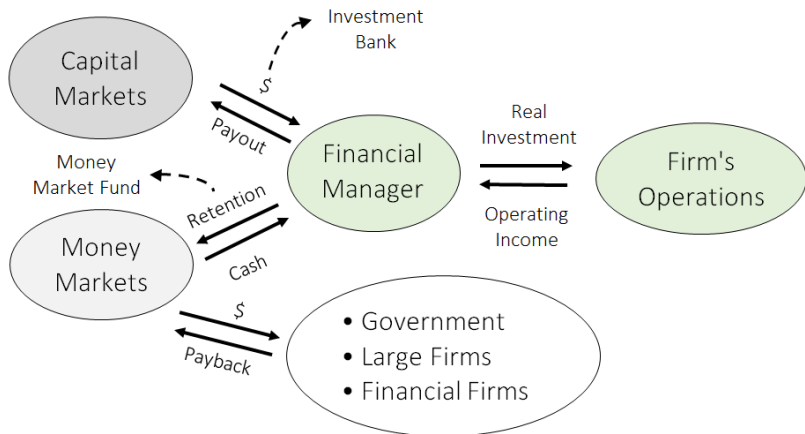 Investment
Bank
Capital
Markets
$
Payout
Real
Investment
Financial
Manager
Firm's
Operations
Money
Market Fund
Retention
Operating
Income
Money
Markets
Cash
$
Payback
• Government
• Large Firms
• Financial Firms